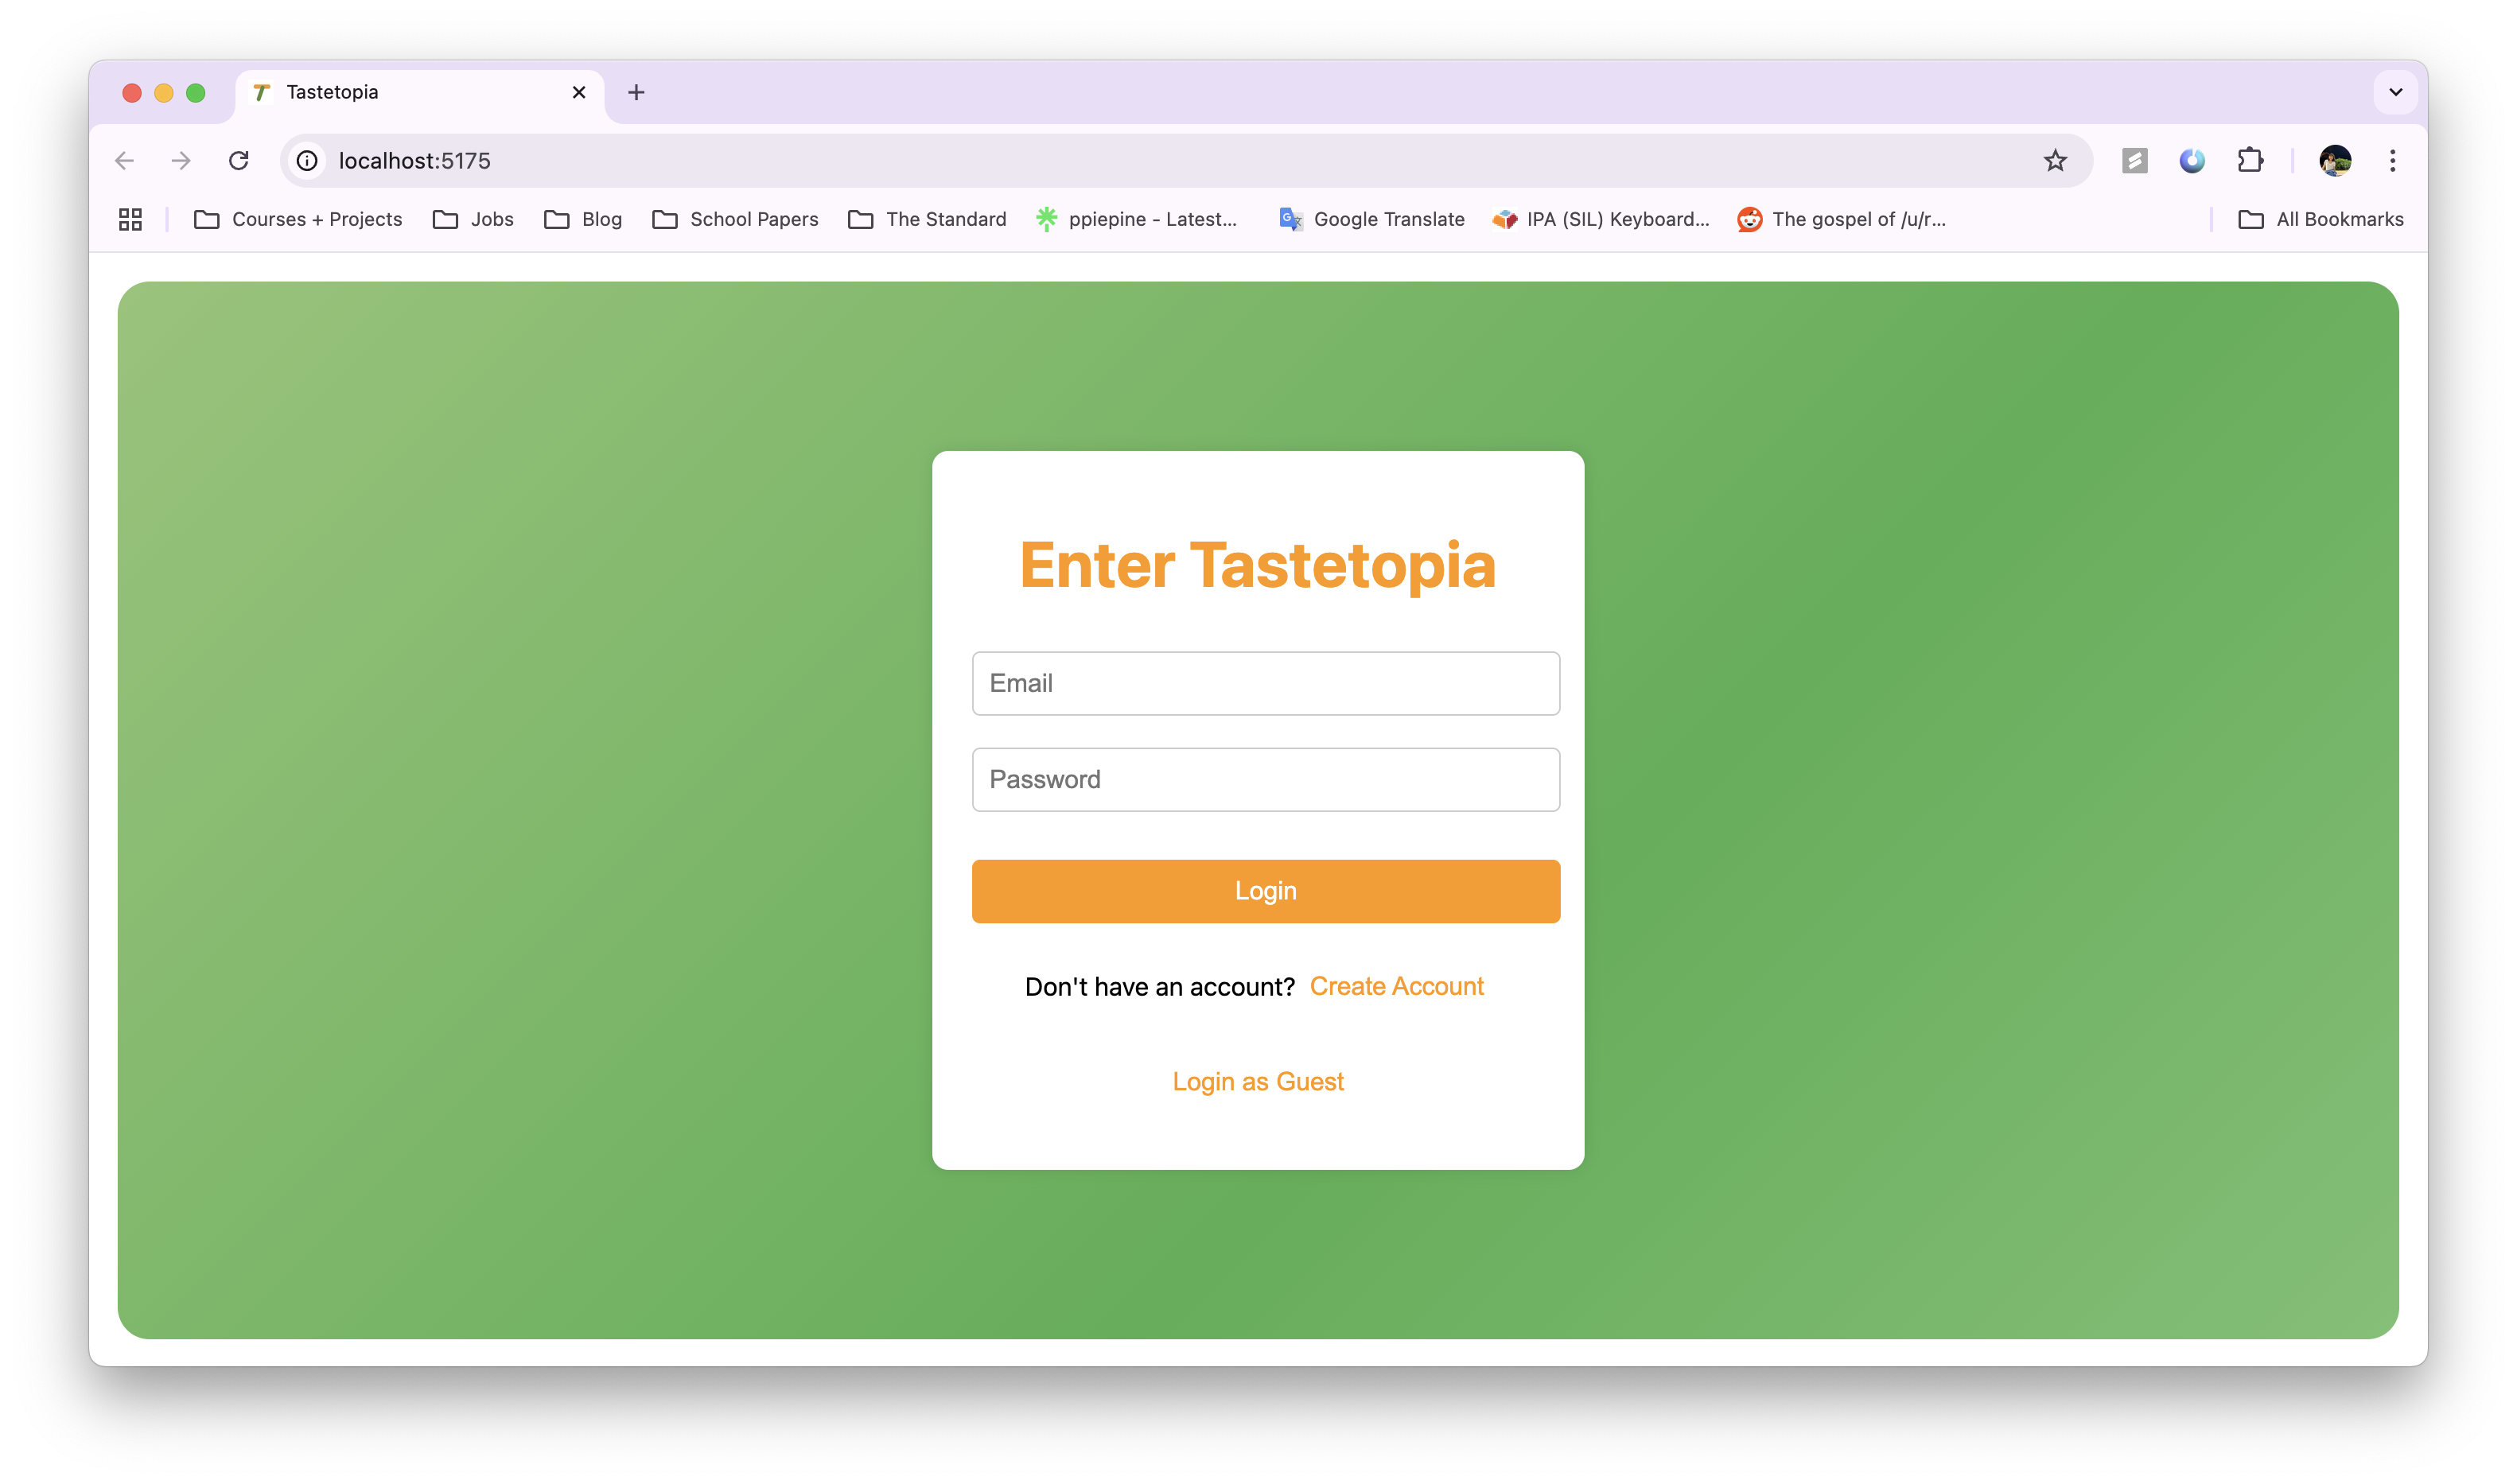 Tastetopia
localhost:5175
Courses + Projects Jobs Blog School Papers The Standard ppiepine - Latest... Google Translate IPA (SIL) Keyboard... The gospel of /u/r... All Bookmarks
Enter Tastetopia
Email
Password
Login
Don't have an account? Create Account
Login as Guest